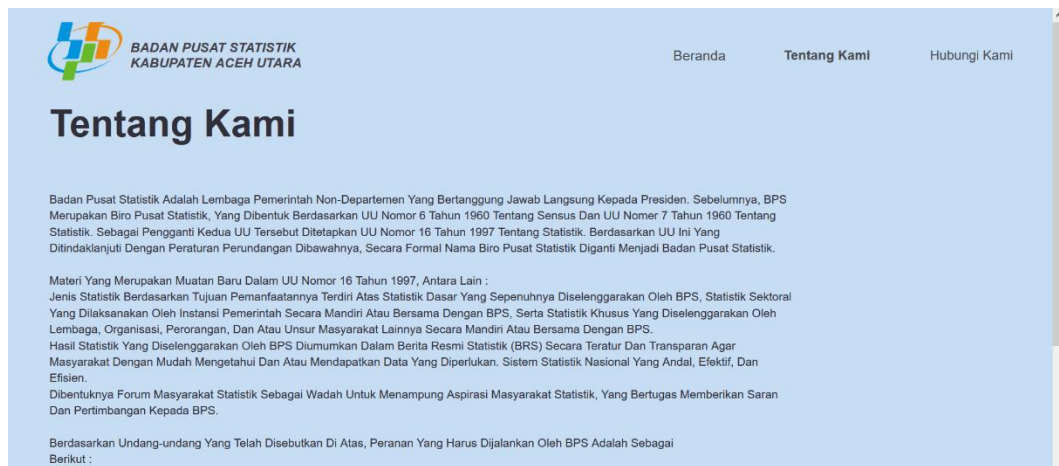 BADAN PUSAT STATISTIK
KABUPATEN ACEH UTARA
Beranda
Tentang Kami
Hubungi Kami
Tentang Kami
Badan Pusat Statistik Adalah Lembaga Pemerintah Non-Departemen Yang Bertanggung Jawab Langsung Kepada Presiden. Sebelumnya, BPS
Merupakan Biro Pusat Statistik, Yang Dibentuk Berdasarkan UU Nomor 6 Tahun 1960 Tentang Sensus Dan UU Nomer 7 Tahun 1960 Tentang
Statistik. Sebagai Pengganti Kedua UU Tersebut Ditetapkan UU Nomor 16 Tahun 1997 Tentang Statistik. Berdasarkan UU Ini Yang
Ditindaklanjuti Dengan Peraturan Perundangan Dibawahnya, Secara Formal Nama Biro Pusat Statistik Diganti Menjadi Badan Pusat Statistik.
Materi Yang Merupakan Muatan Baru Dalam UU Nomor 16 Tahun 1997, Antara Lain :
Jenis Statistik Berdasarkan Tujuan Pemanfaatannya Terdiri Atas Statistik Dasar Yang Sepenuhnya Diselenggarakan Oleh BPS, Statistik Sektoral
Yang Dilaksanakan Oleh Instansi Pemerintah Secara Mandiri Atau Bersama Dengan BPS, Serta Statistik Khusus Yang Diselenggarakan Oleh
Lembaga, Organisasi, Perorangan, Dan Atau Unsur Masyarakat Lainnya Secara Mandiri Atau Bersama Dengan BPS.
Hasil Statistik Yang Diselenggarakan Oleh BPS Diumumkan Dalam Berita Resmi Statistik (BRS) Secara Teratur Dan Transparan Agar
Masyarakat Dengan Mudah Mengetahui Dan Atau Mendapatkan Data Yang Diperlukan. Sistem Statistik Nasional Yang Andal, Efektif, Dan
Efisien.
Dibentuknya Forum Masyarakat Statistik Sebagai Wadah Untuk Menampung Aspirasi Masyarakat Statistik, Yang Bertugas Memberikan Saran
Dan Pertimbangan Kepada BPS.
Berdasarkan Undang-undang Yang Telah Disebutkan Di Atas, Peranan Yang Harus Dijalankan Oleh BPS Adalah Sebagai
Berikut :